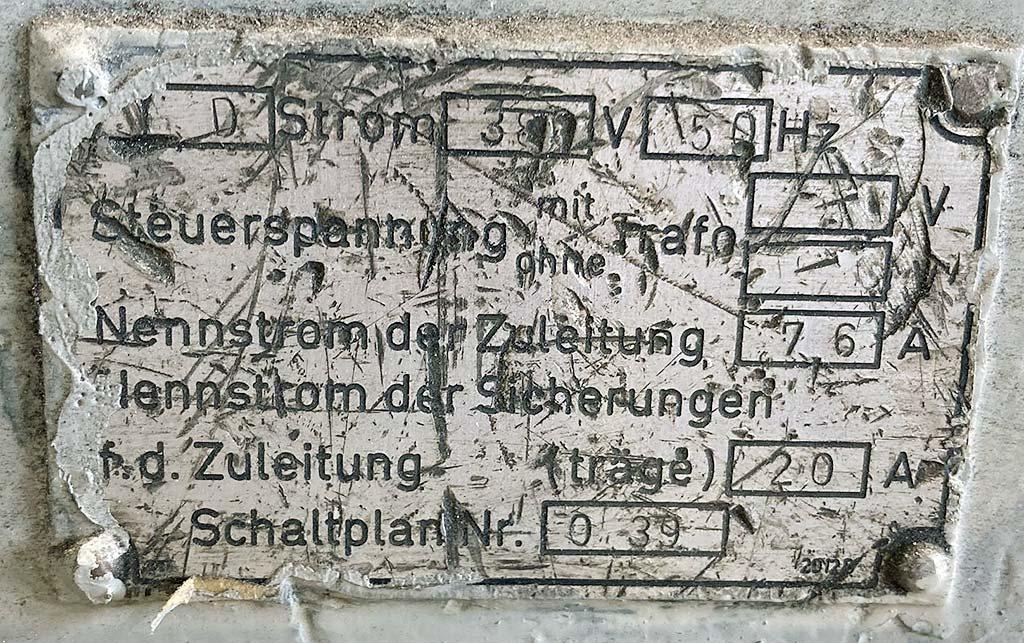 D Strom 380 V 50 Hz
Steuerspannung mit ohne Trafo V
Nennstrom der Zuleitung 7 6 A
Nennstrom der Sicherungen
f. d. Zuleitung (träge) 20 A
Schaltplan Nr. 0 39